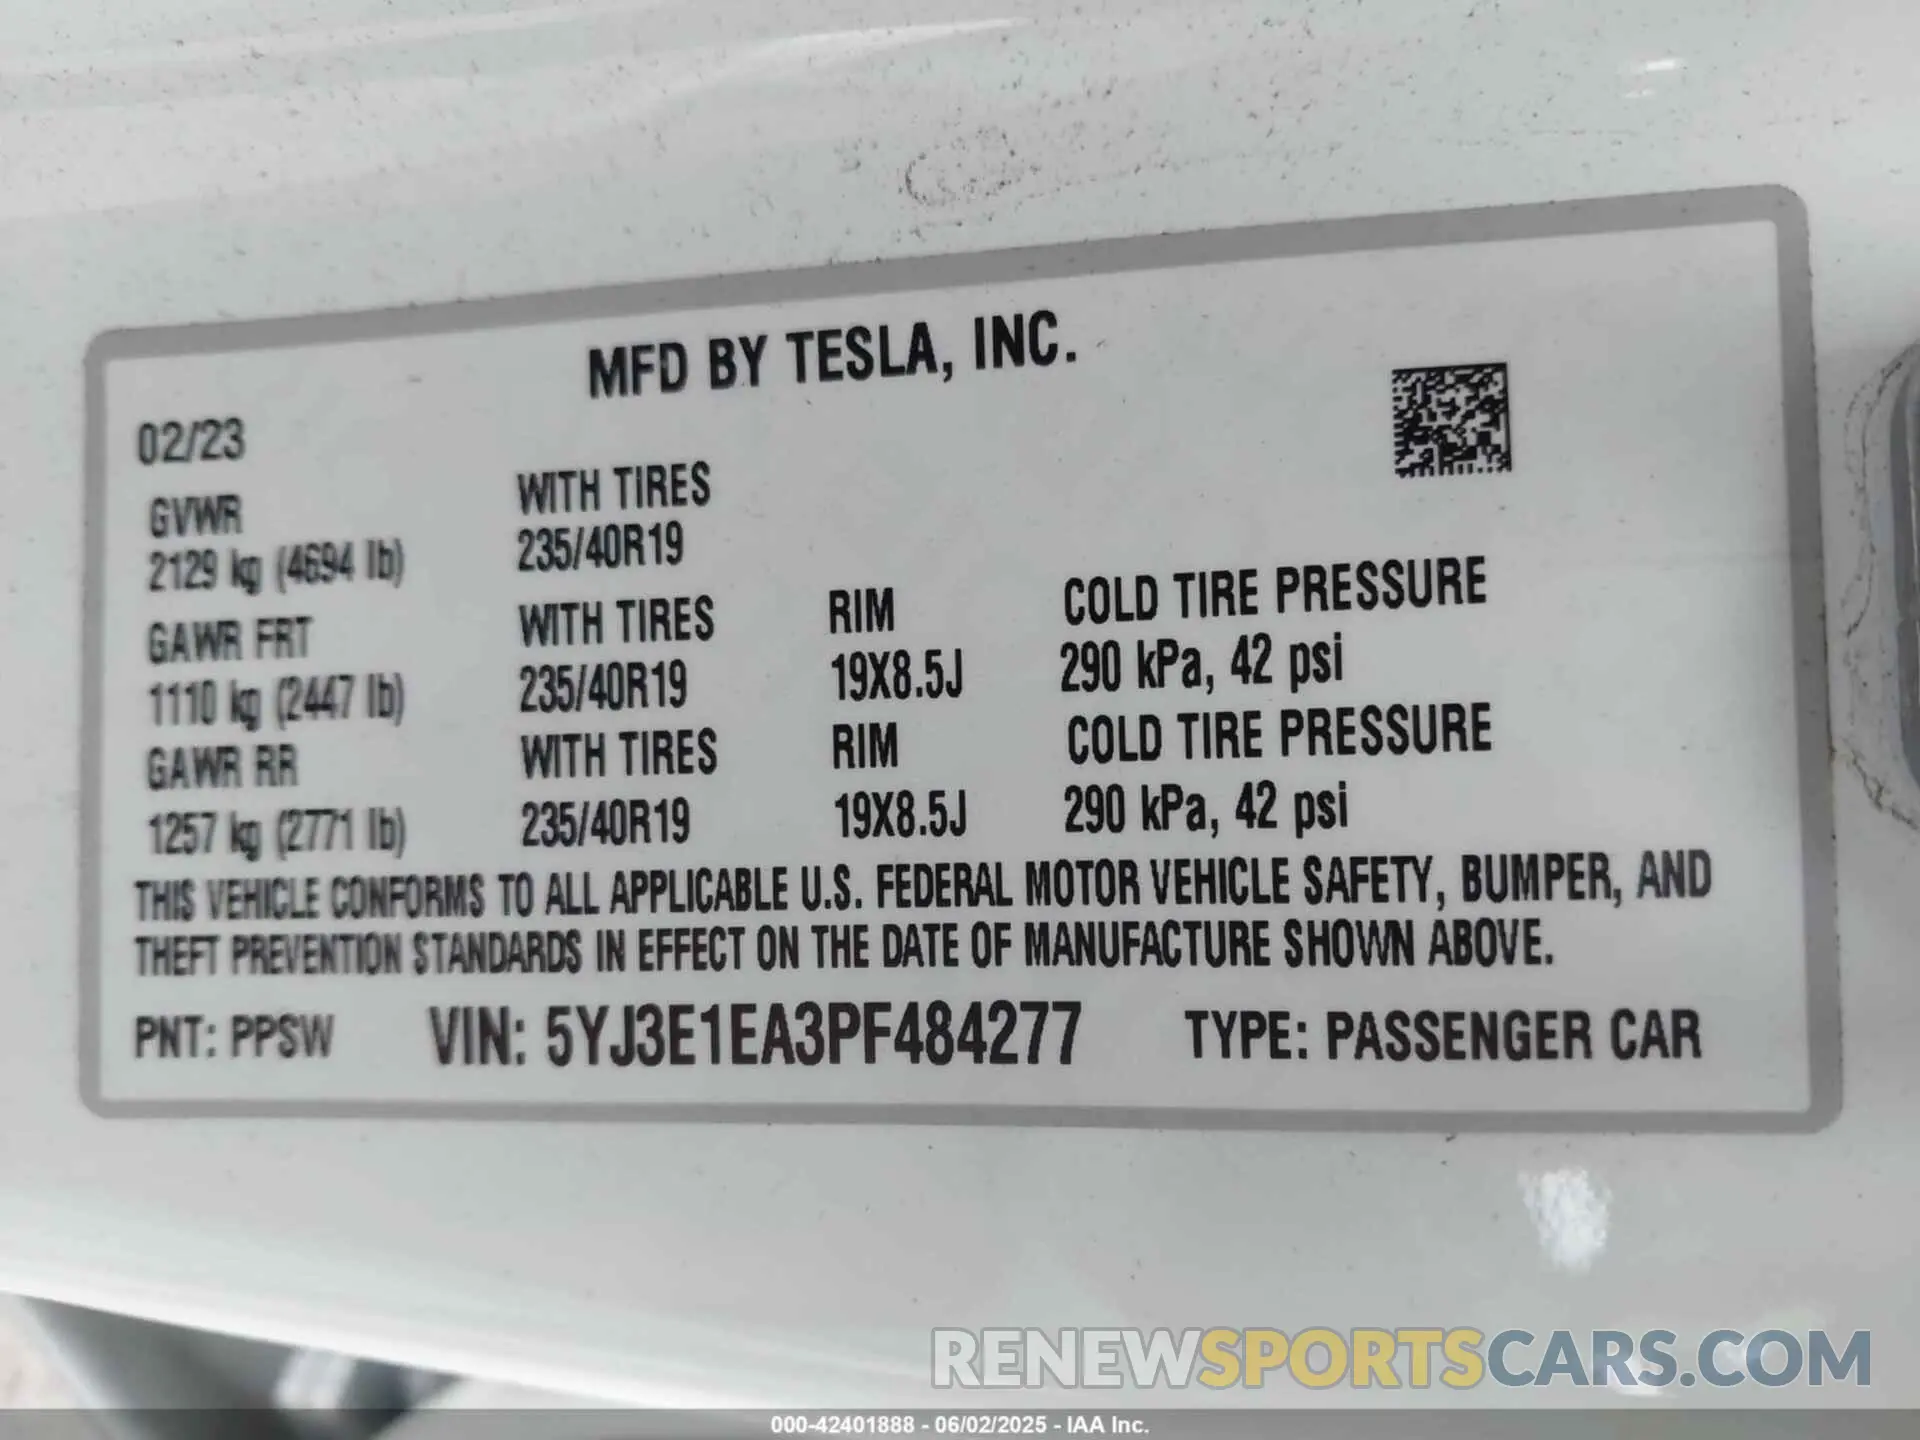 MFD BY TESLA, INC.
02/23
GVWR
2129 kg (4694 lb)
WITH TIRES
235/40R19
GAWR FRT
1110 kg (2447 lb)
WITH TIRES
235/40R19
RIM
19X8.5J
COLD TIRE PRESSURE
290 kPa, 42 psi
GAWR RR
1257 kg (2771 lb)
WITH TIRES
235/40R19
RIM
19X8.5J
COLD TIRE PRESSURE
290 kPa, 42 psi
THIS VEHICLE CONFORMS TO ALL APPLICABLE U.S. FEDERAL MOTOR VEHICLE SAFETY, BUMPER, AND
THEFT PREVENTION STANDARDS IN EFFECT ON THE DATE OF MANUFACTURE SHOWN ABOVE.
PNT: PPSW VIN: 5YJ3E1EA3PF484277 TYPE: PASSENGER CAR
RENEWSPORTSCARS.COM
000-42401888 - 06/02/2025 - IAA Inc.